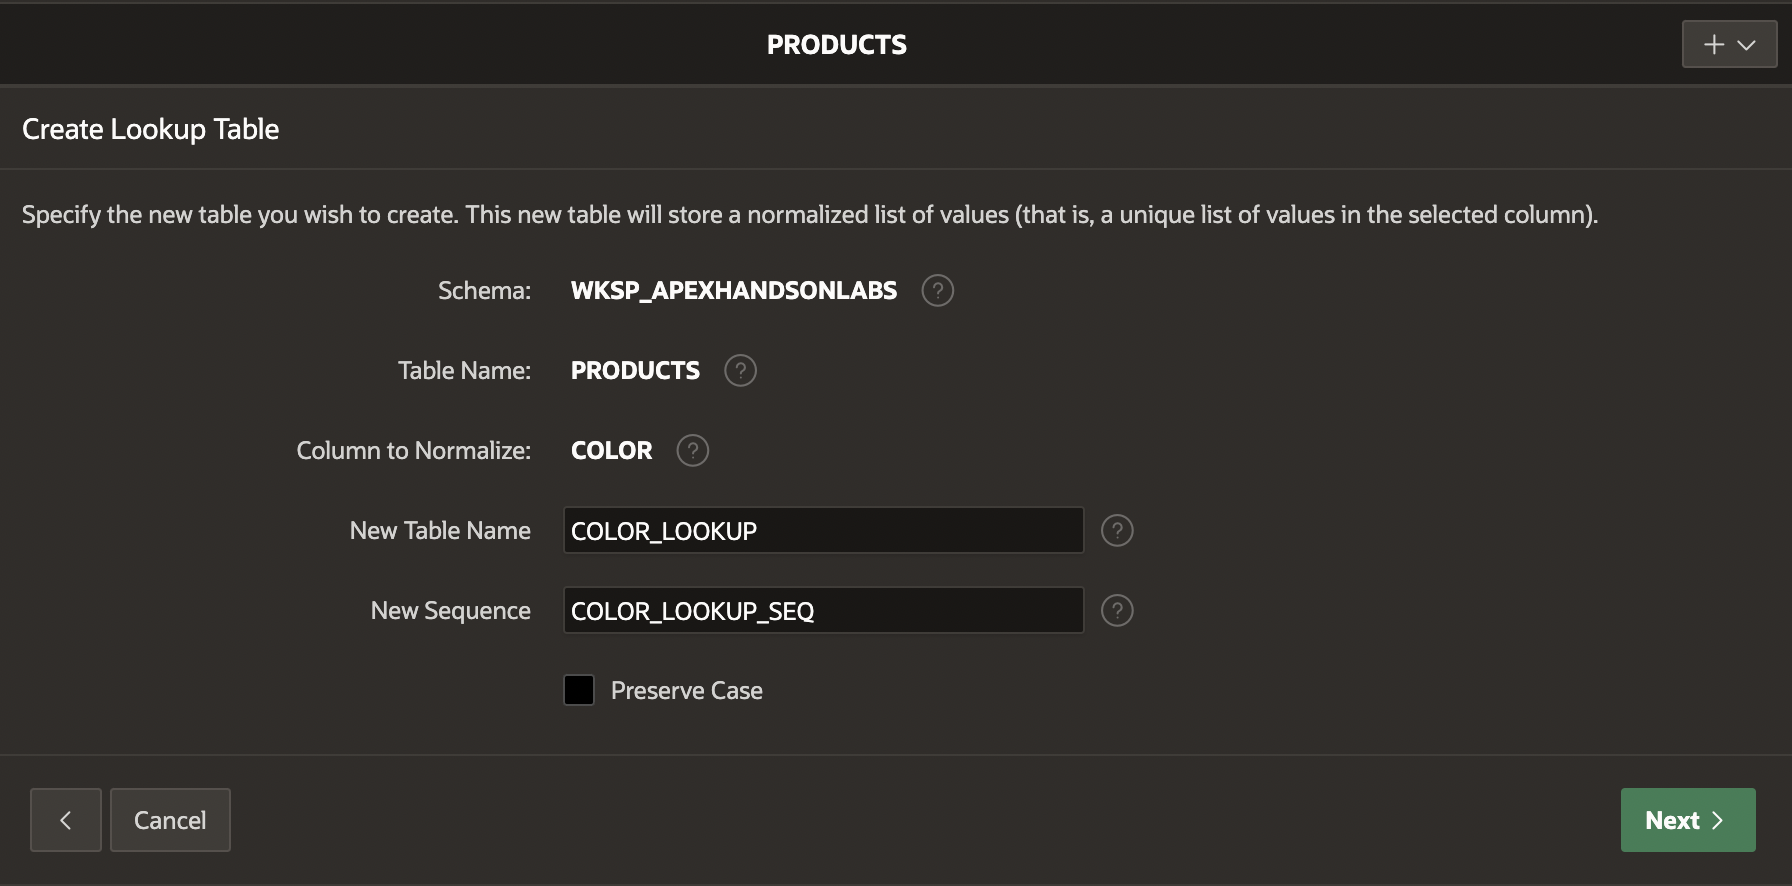 PRODUCTS
Create Lookup Table
Specify the new table you wish to create. This new table will store a normalized list of values (that is, a unique list of values in the selected column).
Schema: WKSP_APEXHANDSONLABS ?
Table Name: PRODUCTS ?
Column to Normalize: COLOR ?
New Table Name COLOR_LOOKUP ?
New Sequence COLOR_LOOKUP_SEQ ?
Preserve Case
Cancel Next